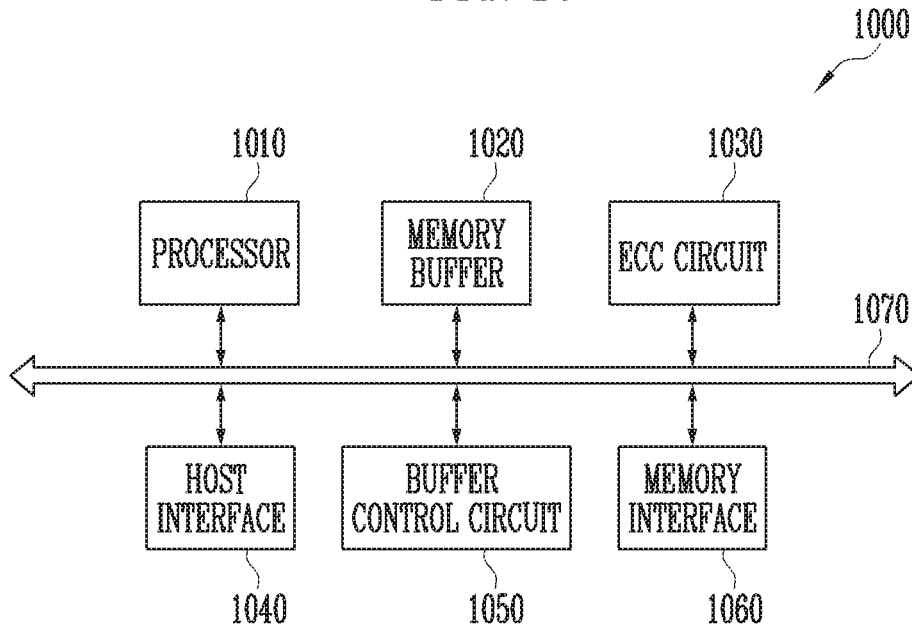 1000
1010
1020
1030
PROCESSOR
MEMORY
BUFFER
ECC CIRCUIT
1070
HOST
INTERFACE
BUFFER
CONTROL CIRCUIT
MEMORY
INTERFACE
1040
1050
1060